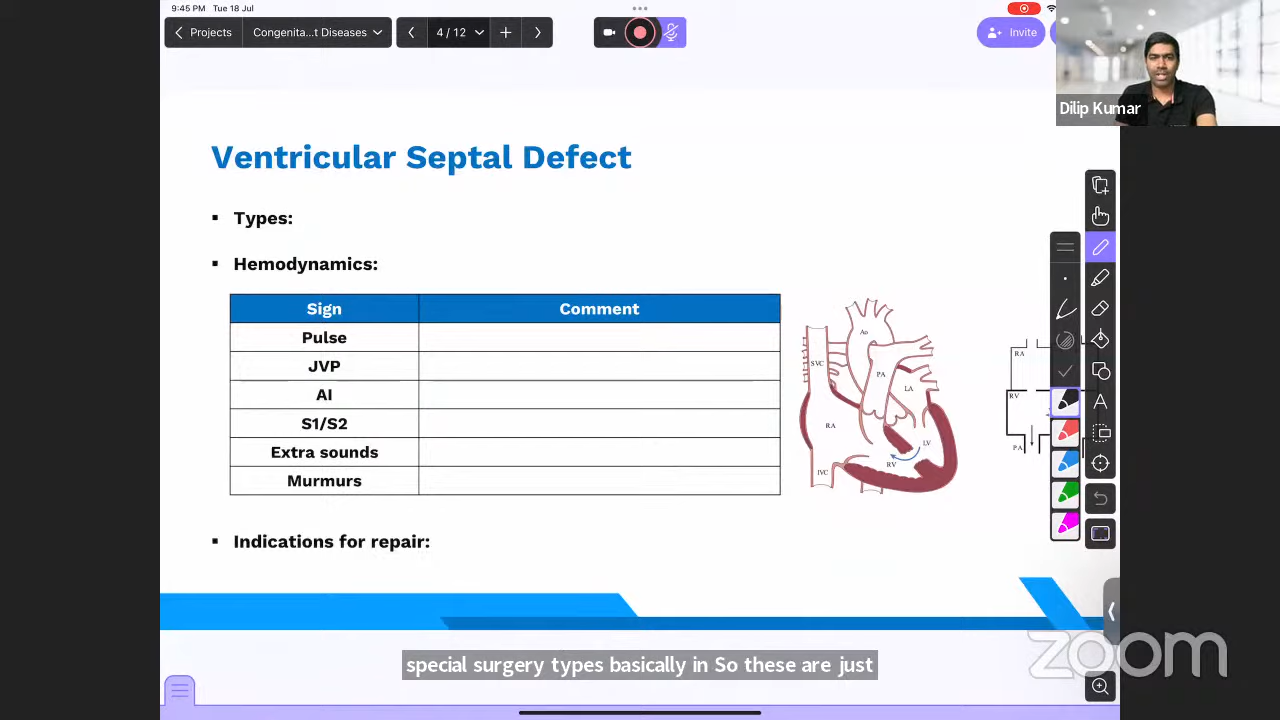 9:45 PM Tue 18 Jul
Projects
Congenita...t Diseases
4 / 12
Invite
Dilip Kumar
Ventricular Septal Defect
▪ Types:
▪ Hemodynamics:
Sign Comment
Pulse
JVP
AI
S1/S2
Extra sounds
Murmurs
Ao
SVC
PA
LA
RA
LV
RV
IVC
RA
RV
PA
A
▪ Indications for repair:
zoom
special surgery types basically in So these are just